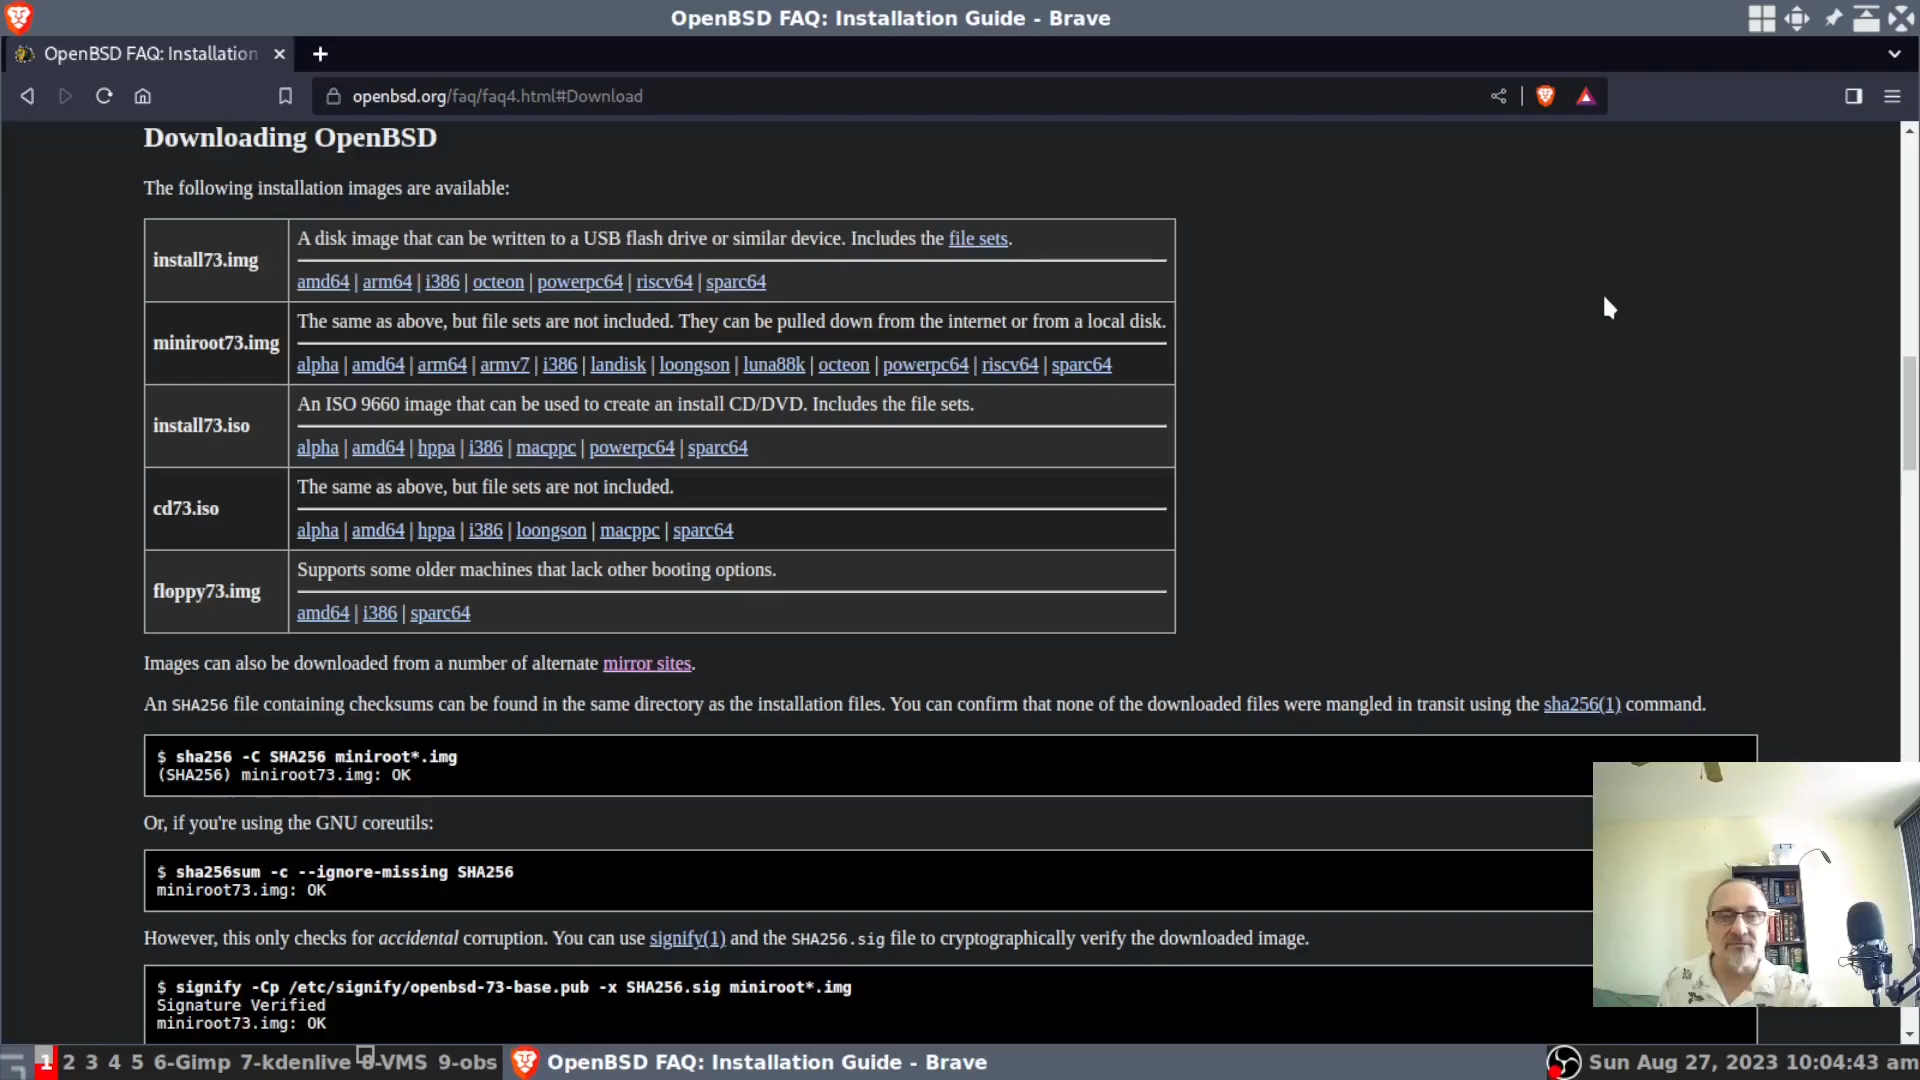 OpenBSD FAQ: Installation Guide - Brave
OpenBSD FAQ: Installation
openbsd.org/faq/faq4.html#Download
Downloading OpenBSD
The following installation images are available:
install73.img
A disk image that can be written to a USB flash drive or similar device. Includes the file sets.
amd64 | arm64 | i386 | octeon | powerpc64 | riscv64 | sparc64
miniroot73.img
The same as above, but file sets are not included. They can be pulled down from the internet or from a local disk.
alpha | amd64 | arm64 | armv7 | i386 | landisk | loongson | luna88k | octeon | powerpc64 | riscv64 | sparc64
install73.iso
An ISO 9660 image that can be used to create an install CD/DVD. Includes the file sets.
alpha | amd64 | hppa | i386 | macppc | powerpc64 | sparc64
cd73.iso
The same as above, but file sets are not included.
alpha | amd64 | hppa | i386 | loongson | macppc | sparc64
floppy73.img
Supports some older machines that lack other booting options.
amd64 | i386 | sparc64
Images can also be downloaded from a number of alternate mirror sites.
An SHA256 file containing checksums can be found in the same directory as the installation files. You can confirm that none of the downloaded files were mangled in transit using the sha256(1) command.
$ sha256 -C SHA256 miniroot*.img
(SHA256) miniroot73.img: OK
Or, if you're using the GNU coreutils:
$ sha256sum -c --ignore-missing SHA256
miniroot73.img: OK
However, this only checks for accidental corruption. You can use signify(1) and the SHA256.sig file to cryptographically verify the downloaded image.
$ signify -Cp /etc/signify/openbsd-73-base.pub -x SHA256.sig miniroot*.img
Signature Verified
miniroot73.img: OK
1 2 3 4 5 6-Gimp 7-kdenlive 8-VMS 9-obs OpenBSD FAQ: Installation Guide - Brave Sun Aug 27, 2023 10:04:43 am